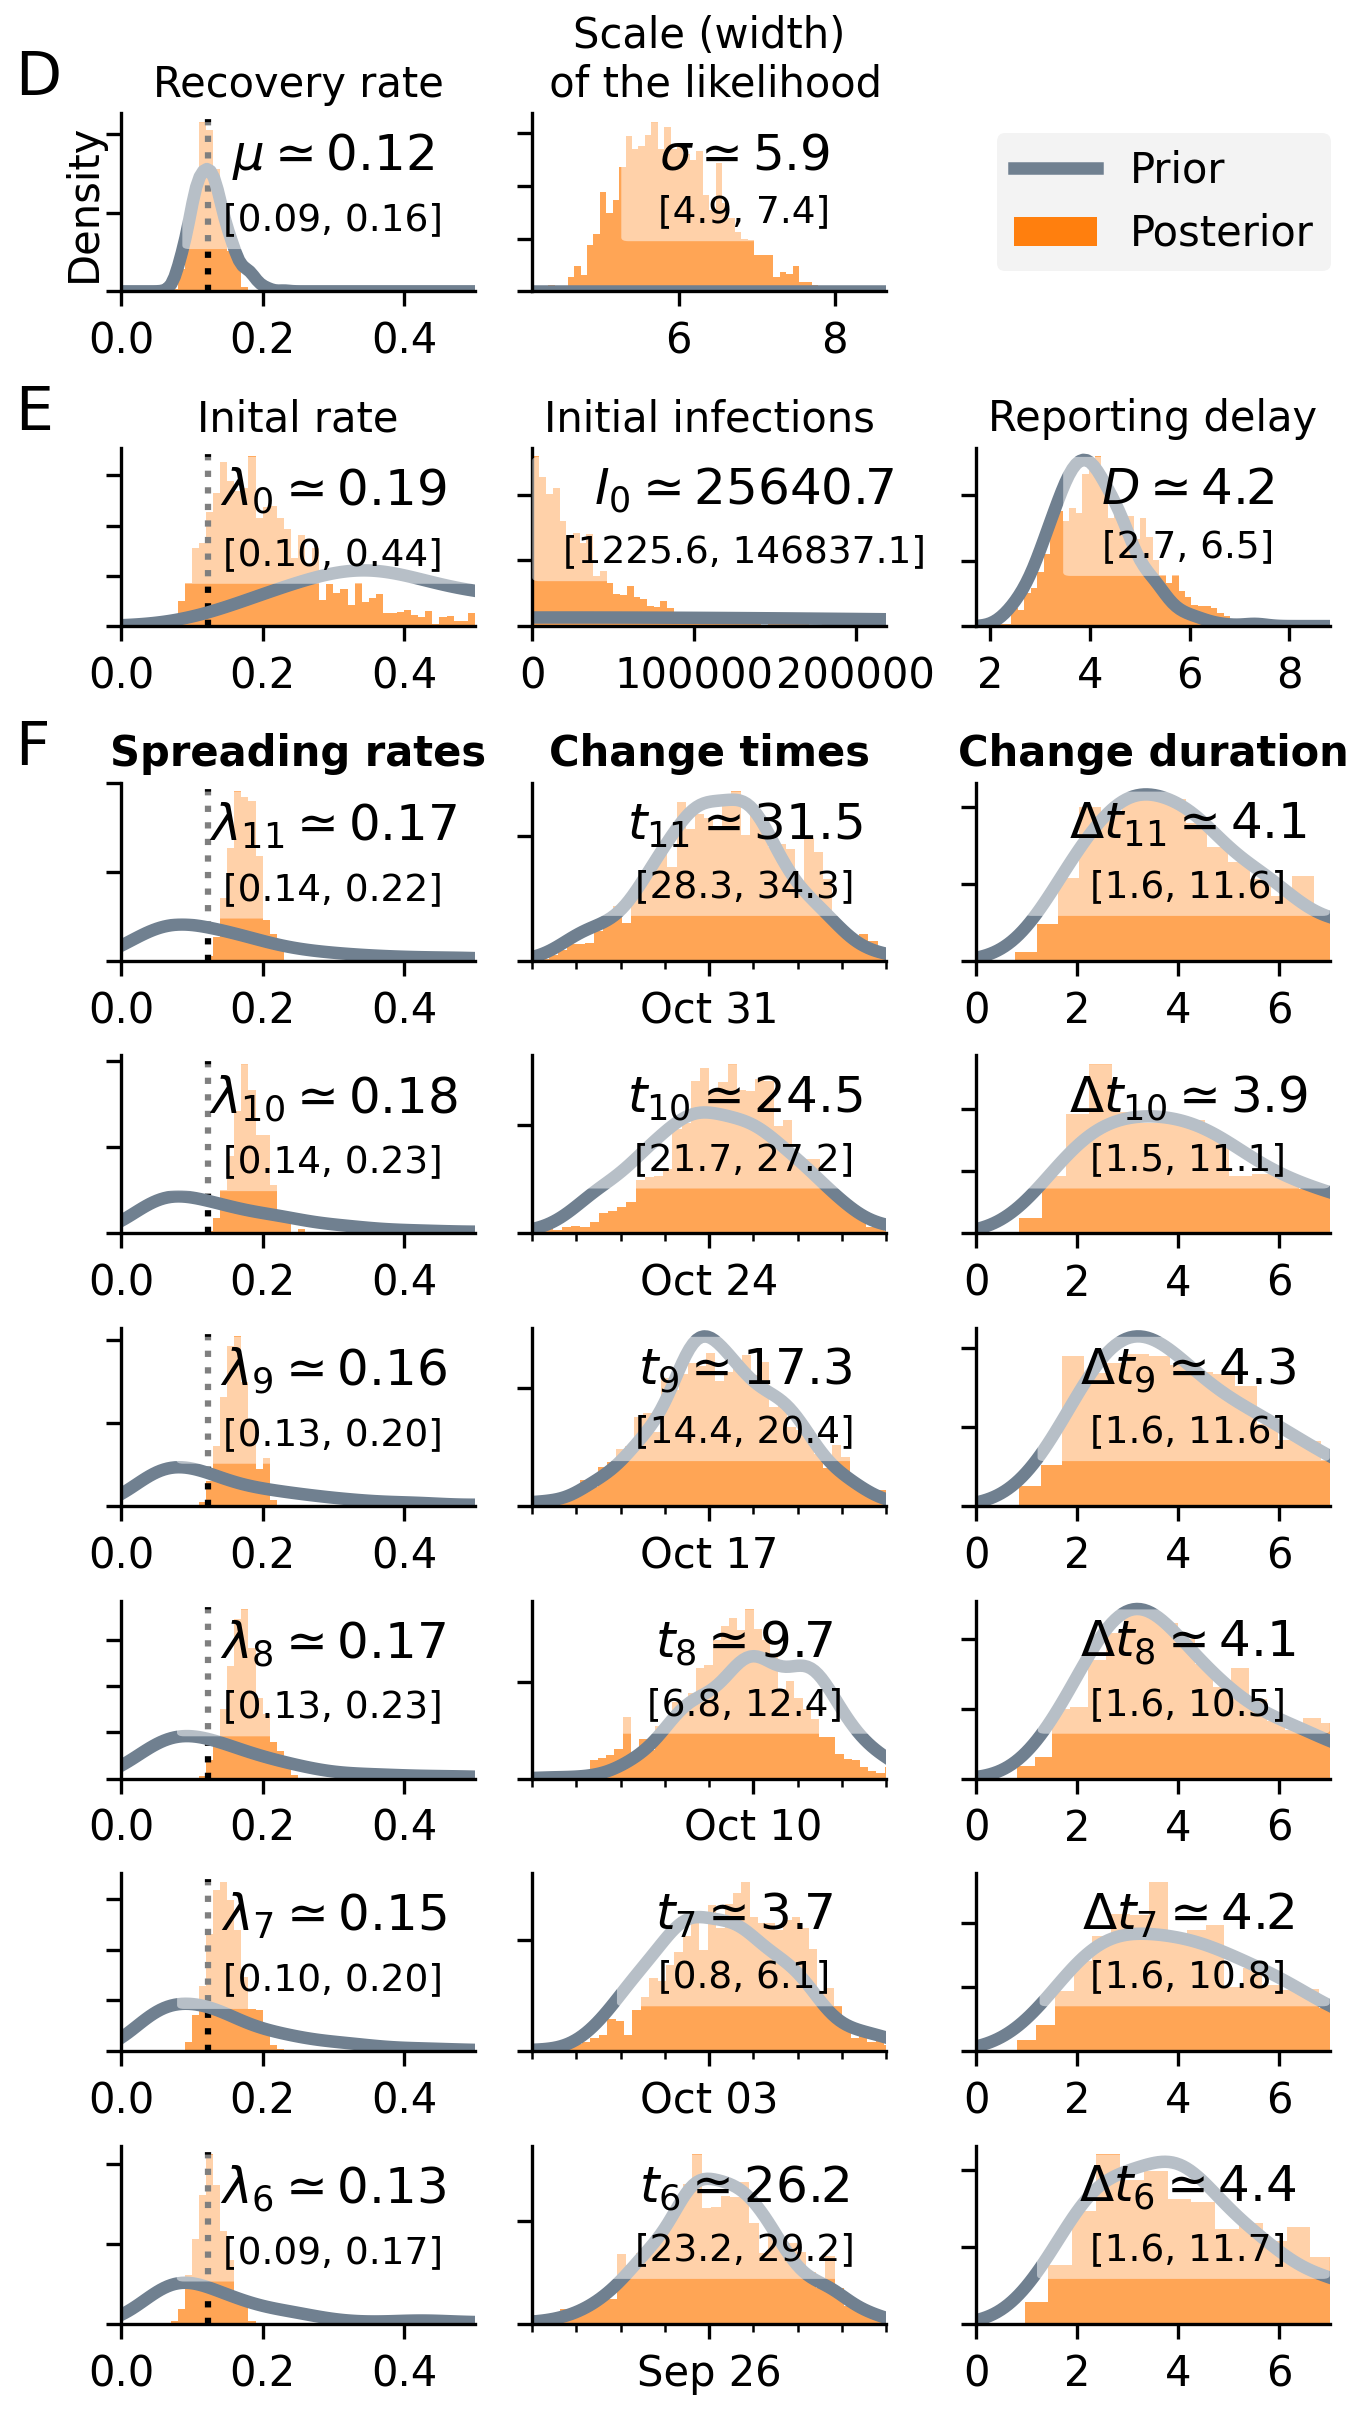 D
Recovery rate
Scale (width)
of the likelihood
Density
μ ≃ 0.12
[0.09, 0.16]
σ ≃ 5.9
[4.9, 7.4]
Prior
Posterior
0.0 0.2 0.4
6 8
E
Inital rate
Initial infections
Reporting delay
λ0 ≃ 0.19
[0.10, 0.44]
I0 ≃ 25640.7
[1225.6, 146837.1]
D ≃ 4.2
[2.7, 6.5]
0.0 0.2 0.4
0 100000 200000
2 4 6 8
F
Spreading rates
Change times
Change duration
λ11 ≃ 0.17
[0.14, 0.22]
t11 ≃ 31.5
[28.3, 34.3]
Δt11 ≃ 4.1
[1.6, 11.6]
0.0 0.2 0.4
Oct 31
0 2 4 6
λ10 ≃ 0.18
[0.14, 0.23]
t10 ≃ 24.5
[21.7, 27.2]
Δt10 ≃ 3.9
[1.5, 11.1]
0.0 0.2 0.4
Oct 24
0 2 4 6
λ9 ≃ 0.16
[0.13, 0.20]
t9 ≃ 17.3
[14.4, 20.4]
Δt9 ≃ 4.3
[1.6, 11.6]
0.0 0.2 0.4
Oct 17
0 2 4 6
λ8 ≃ 0.17
[0.13, 0.23]
t8 ≃ 9.7
[6.8, 12.4]
Δt8 ≃ 4.1
[1.6, 10.5]
0.0 0.2 0.4
Oct 10
0 2 4 6
λ7 ≃ 0.15
[0.10, 0.20]
t7 ≃ 3.7
[0.8, 6.1]
Δt7 ≃ 4.2
[1.6, 10.8]
0.0 0.2 0.4
Oct 03
0 2 4 6
λ6 ≃ 0.13
[0.09, 0.17]
t6 ≃ 26.2
[23.2, 29.2]
Δt6 ≃ 4.4
[1.6, 11.7]
0.0 0.2 0.4
Sep 26
0 2 4 6